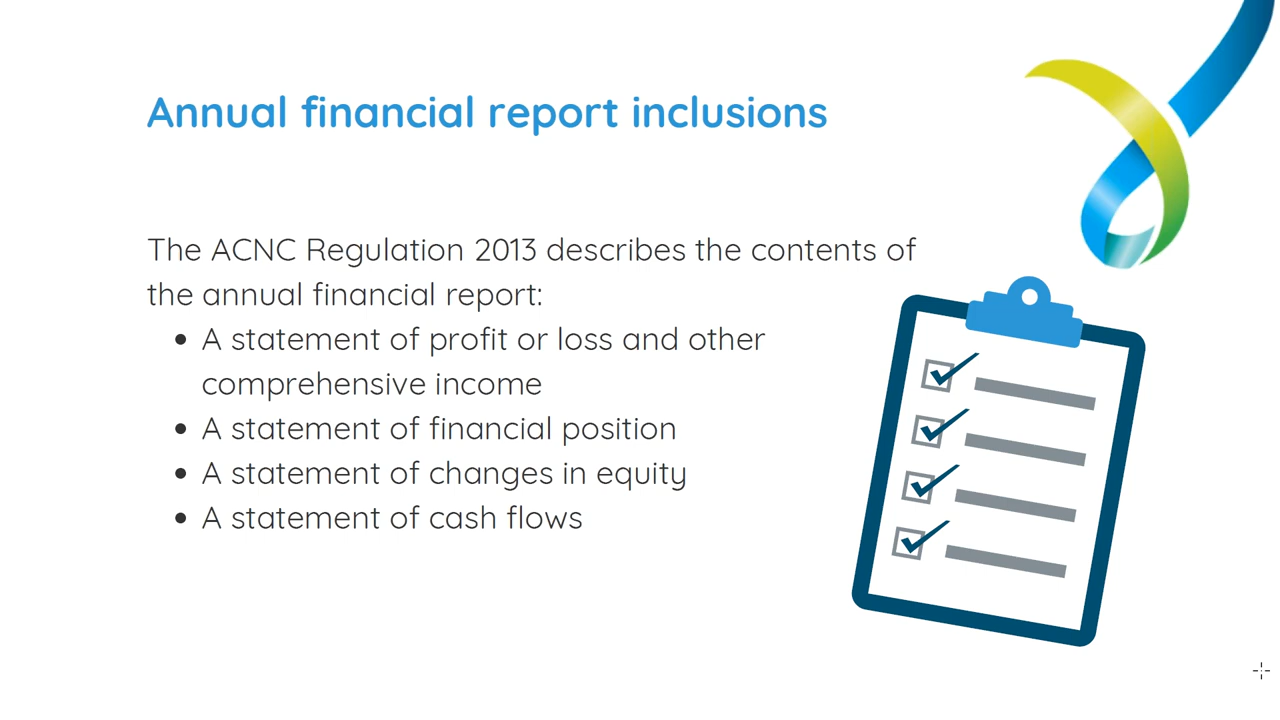 Annual financial report inclusions
The ACNC Regulation 2013 describes the contents of
the annual financial report:
• A statement of profit or loss and other
comprehensive income
• A statement of financial position
• A statement of changes in equity
• A statement of cash flows